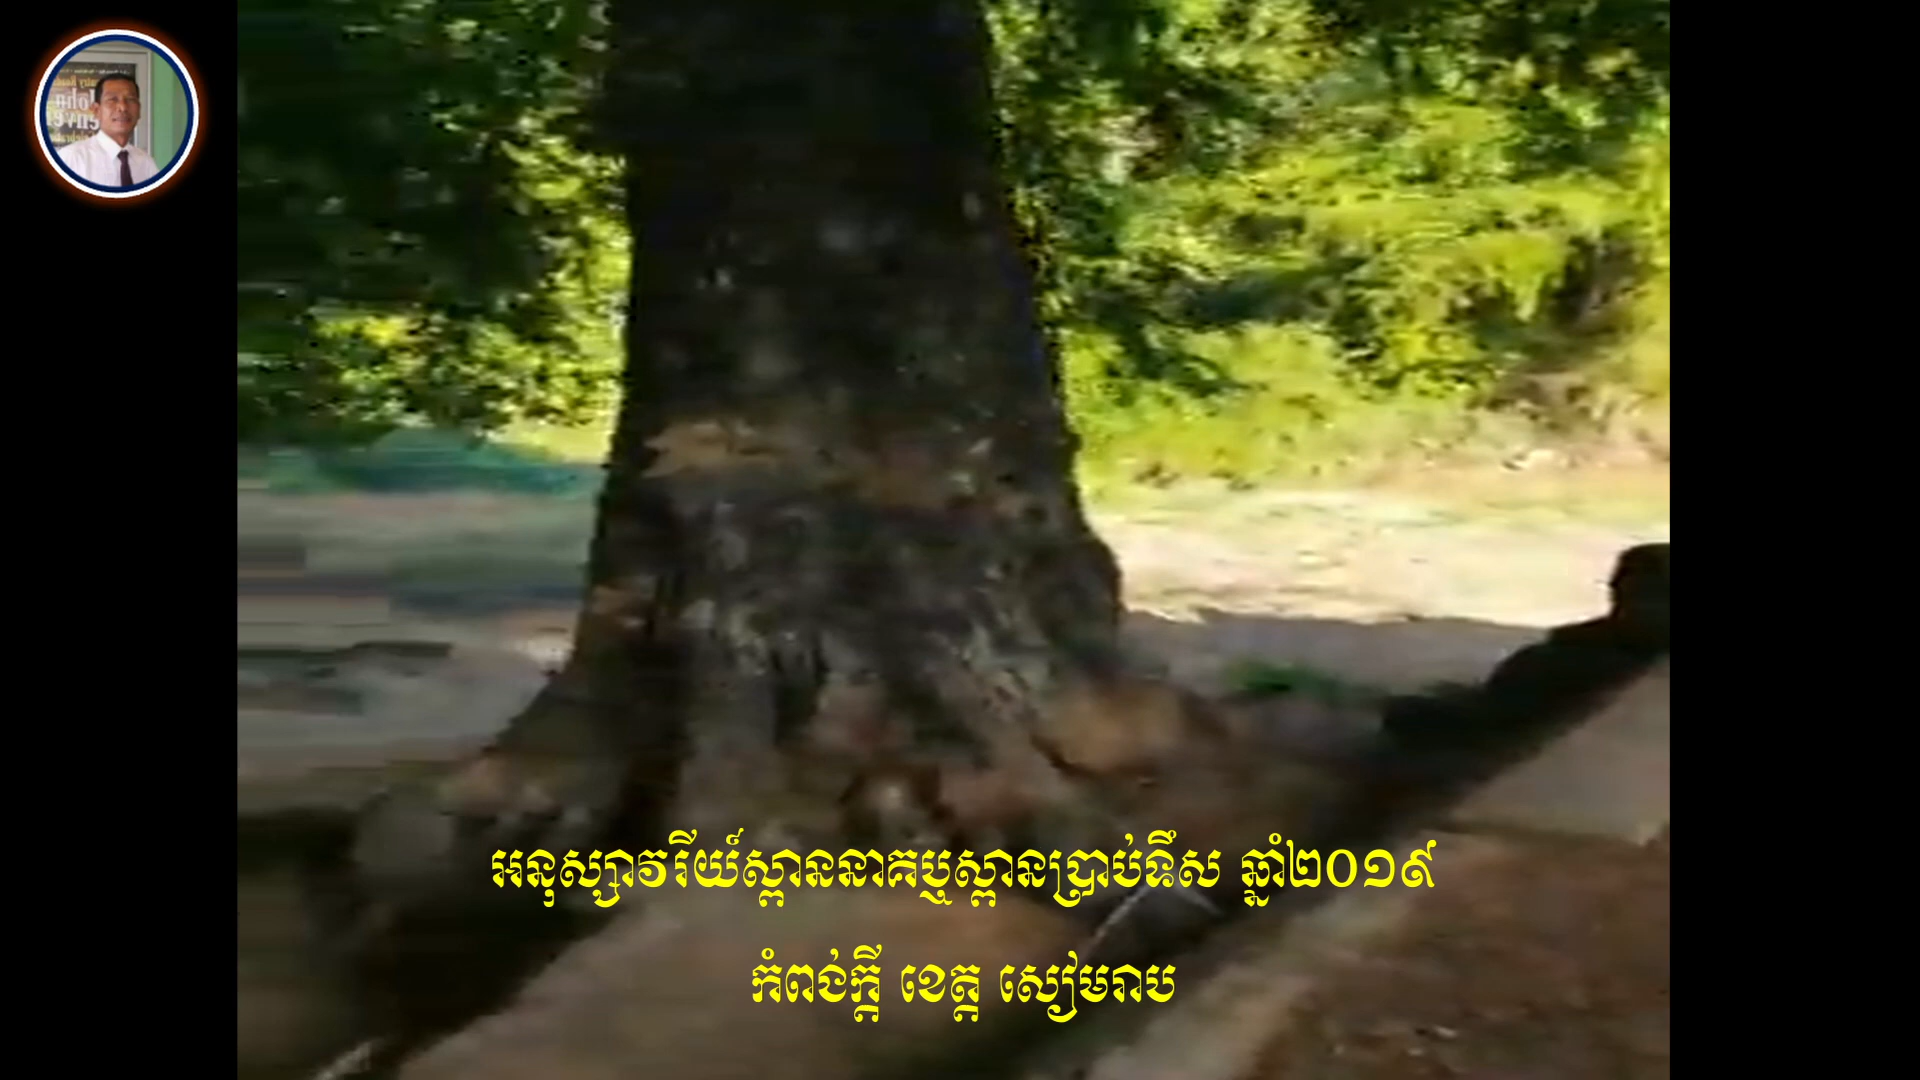 អនុស្សាវរីយ៍ស្ពាននាគឬស្ពានប្រាប់ទឹស ឆ្នាំ២០១៩
កំពង់ក្តី ខេត្ត សៀមរាប